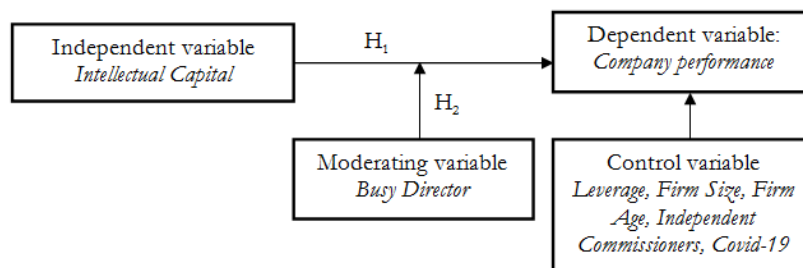 Independent variable
Intellectual Capital
H1
Dependent variable:
Company performance
H2
Moderating variable
Busy Director
Control variable
Leverage, Firm Size, Firm
Age, Independent
Commissioners, Covid-19